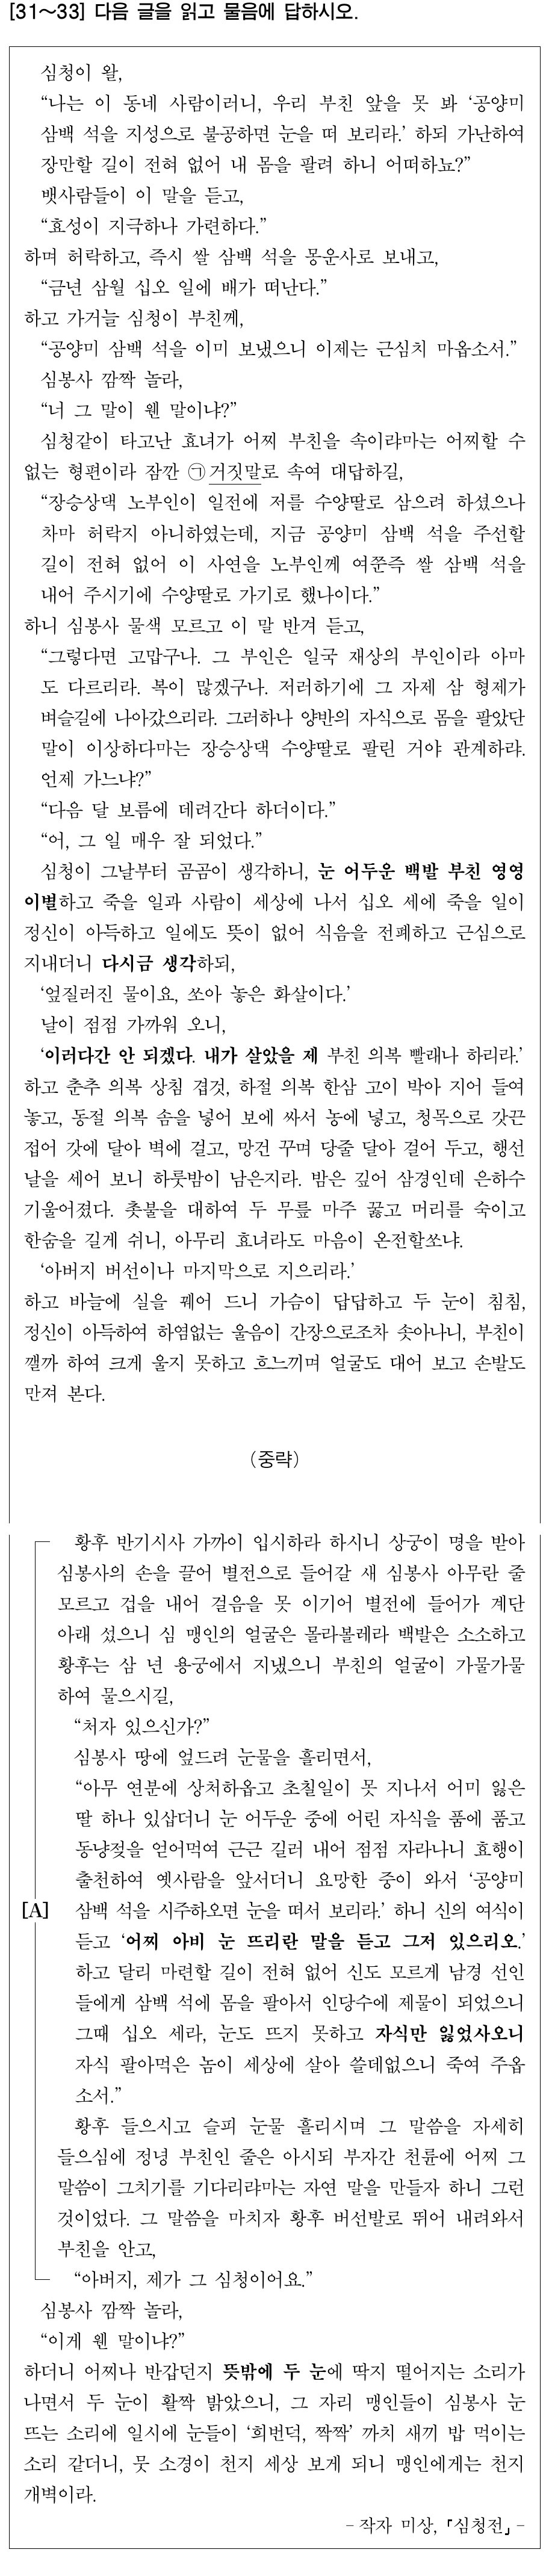 [31～33] 다음 글을 읽고 물음에 답하시오.
심청이 왈,
“나는 이 동네 사람이러니, 우리 부친 앞을 못 봐 ‘공양미
삼백 석을 지성으로 불공하면 눈을 떠 보리라.’ 하되 가난하여
장만할 길이 전혀 없어 내 몸을 팔려 하니 어떠하뇨?”
뱃사람들이 이 말을 듣고,
“효성이 지극하나 가련하다.”
하며 허락하고, 즉시 쌀 삼백 석을 몽운사로 보내고,
“금년 삼월 십오 일에 배가 떠난다.”
하고 가거늘 심청이 부친께,
“공양미 삼백 석을 이미 보냈으니 이제는 근심치 마옵소서.”
심봉사 깜짝 놀라,
“너 그 말이 웬 말이냐?”
심청같이 타고난 효녀가 어찌 부친을 속이랴마는 어찌할 수
없는 형편이라 잠깐 ㉠거짓말로 속여 대답하길,
“장승상댁 노부인이 일전에 저를 수양딸로 삼으려 하셨으나
차마 허락지 아니하였는데, 지금 공양미 삼백 석을 주선할
길이 전혀 없어 이 사연을 노부인께 여쭌즉 쌀 삼백 석을
내어 주시기에 수양딸로 가기로 했나이다.”
하니 심봉사 물색 모르고 이 말 반겨 듣고,
“그렇다면 고맙구나. 그 부인은 일국 재상의 부인이라 아마
도 다르리라. 복이 많겠구나. 저러하기에 그 자제 삼 형제가
벼슬길에 나아갔으리라. 그러하나 양반의 자식으로 몸을 팔았단
말이 이상하다마는 장승상댁 수양딸로 팔린 거야 관계하랴.
언제 가느냐?”
“다음 달 보름에 데려간다 하더이다.”
“어, 그 일 매우 잘 되었다.”
심청이 그날부터 곰곰이 생각하니, 눈 어두운 백발 부친 영영
이별하고 죽을 일과 사람이 세상에 나서 십오 세에 죽을 일이
정신이 아득하고 일에도 뜻이 없어 식음을 전폐하고 근심으로
지내더니 다시금 생각하되,
‘엎질러진 물이요, 쏘아 놓은 화살이다.’
날이 점점 가까워 오니,
‘이러다간 안 되겠다. 내가 살았을 제 부친 의복 빨래나 하리라.’
하고 춘추 의복 상침 겹것, 하절 의복 한삼 고이 박아 지어 들여
놓고, 동절 의복 솜을 넣어 보에 싸서 농에 넣고, 청목으로 갓끈
접어 갓에 달아 벽에 걸고, 망건 꾸며 당줄 달아 걸어 두고, 행선
날을 세어 보니 하룻밤이 남은지라. 밤은 깊어 삼경인데 은하수
기울어졌다. 촛불을 대하여 두 무릎 마주 꿇고 머리를 숙이고
한숨을 길게 쉬니, 아무리 효녀라도 마음이 온전할쏘냐.
‘아버지 버선이나 마지막으로 지으리라.’
하고 바늘에 실을 꿰어 드니 가슴이 답답하고 두 눈이 침침,
정신이 아득하여 하염없는 울음이 간장으로조차 솟아나니, 부친이
깰까 하여 크게 울지 못하고 흐느끼며 얼굴도 대어 보고 손발도
만져 본다.
(중략)
황후 반기시사 가까이 입시하라 하시니 상궁이 명을 받아
심봉사의 손을 끌어 별전으로 들어갈 새 심봉사 아무란 줄
모르고 겁을 내어 걸음을 못 이기어 별전에 들어가 계단
아래 섰으니 심 맹인의 얼굴은 몰라볼레라 백발은 소소하고
황후는 삼 년 용궁에서 지냈으니 부친의 얼굴이 가물가물
하여 물으시길,
“처자 있으신가?”
심봉사 땅에 엎드려 눈물을 흘리면서,
“아무 연분에 상처하옵고 초칠일이 못 지나서 어미 잃은
딸 하나 있삽더니 눈 어두운 중에 어린 자식을 품에 품고
동냥젖을 얻어먹여 근근 길러 내어 점점 자라나니 효행이
출천하여 옛사람을 앞서더니 요망한 중이 와서 ‘공양미
[A] 삼백 석을 시주하오면 눈을 떠서 보리라.’ 하니 신의 여식이
듣고 ‘어찌 아비 눈 뜨리란 말을 듣고 그저 있으리오.’
하고 달리 마련할 길이 전혀 없어 신도 모르게 남경 선인
들에게 삼백 석에 몸을 팔아서 인당수에 제물이 되었으니
그때 십오 세라, 눈도 뜨지 못하고 자식만 잃었사오니
자식 팔아먹은 놈이 세상에 살아 쓸데없으니 죽여 주옵
소서.”
황후 들으시고 슬피 눈물 흘리시며 그 말씀을 자세히
들으심에 정녕 부친인 줄은 아시되 부자간 천륜에 어찌 그
말씀이 그치기를 기다리랴마는 자연 말을 만들자 하니 그런
것이었다. 그 말씀을 마치자 황후 버선발로 뛰어 내려와서
부친을 안고,
“아버지, 제가 그 심청이어요.”
심봉사 깜짝 놀라,
“이게 웬 말이냐?”
하더니 어찌나 반갑던지 뜻밖에 두 눈에 딱지 떨어지는 소리가
나면서 두 눈이 활짝 밝았으니, 그 자리 맹인들이 심봉사 눈
뜨는 소리에 일시에 눈들이 ‘희번덕, 짝짝’ 까치 새끼 밥 먹이는
소리 같더니, 뭇 소경이 천지 세상 보게 되니 맹인에게는 천지
개벽이라.
- 작자 미상, 「심청전」-